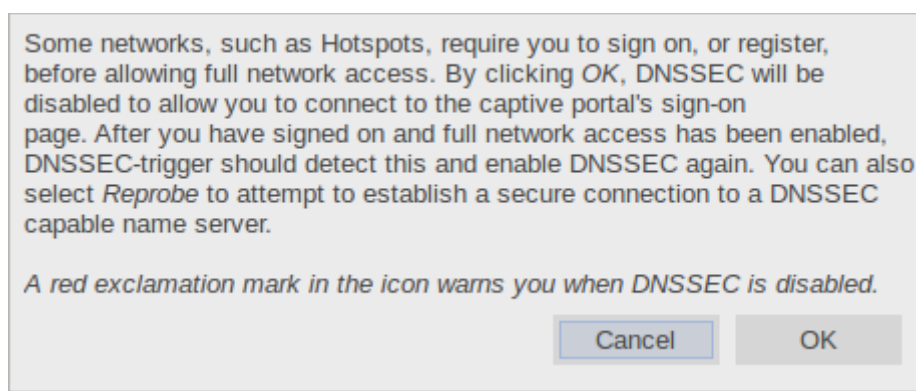 Some networks, such as Hotspots, require you to sign on, or register,
before allowing full network access. By clicking OK, DNSSEC will be
disabled to allow you to connect to the captive portal's sign-on
page. After you have signed on and full network access has been enabled,
DNSSEC-trigger should detect this and enable DNSSEC again. You can also
select Reprobe to attempt to establish a secure connection to a DNSSEC
capable name server.
A red exclamation mark in the icon warns you when DNSSEC is disabled.
Cancel OK